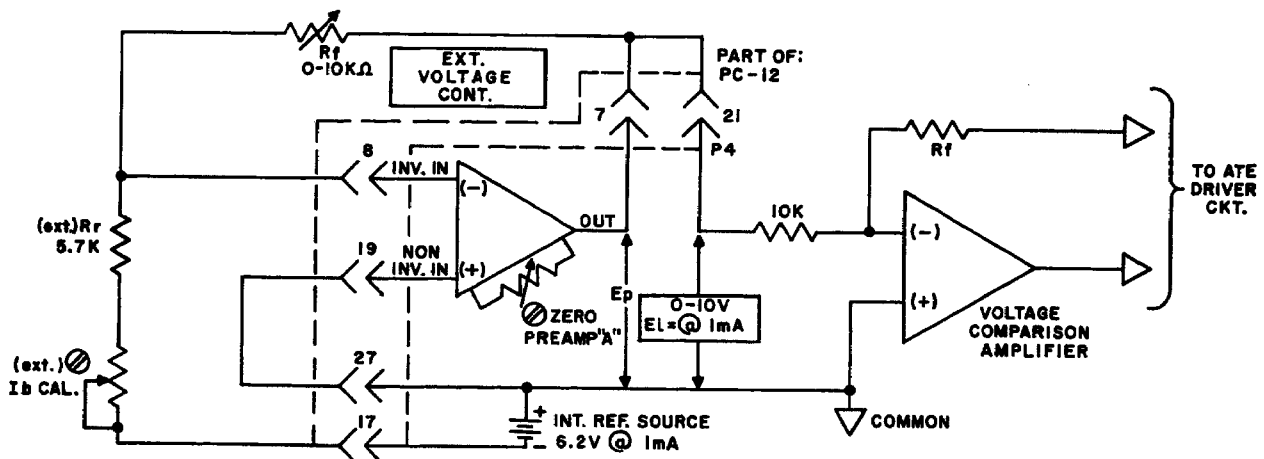 Rf
0-10KΩ
EXT.
VOLTAGE
CONT.
PART OF:
PC-12
7
21
P4
8
INV. IN
(-)
OUT
(ext.)Rr
5.7K
19
NON
INV. IN
(+)
ZERO
PREAMP"A"
Ep
0-10V
E1=@ 1mA
10K
Rf
(-)
(+)
VOLTAGE
COMPARISON
AMPLIFIER
TO ATE
DRIVER
CKT.
(ext.)
Ib CAL.
27
17
+
INT. REF. SOURCE
6.2V @ 1mA
-
COMMON